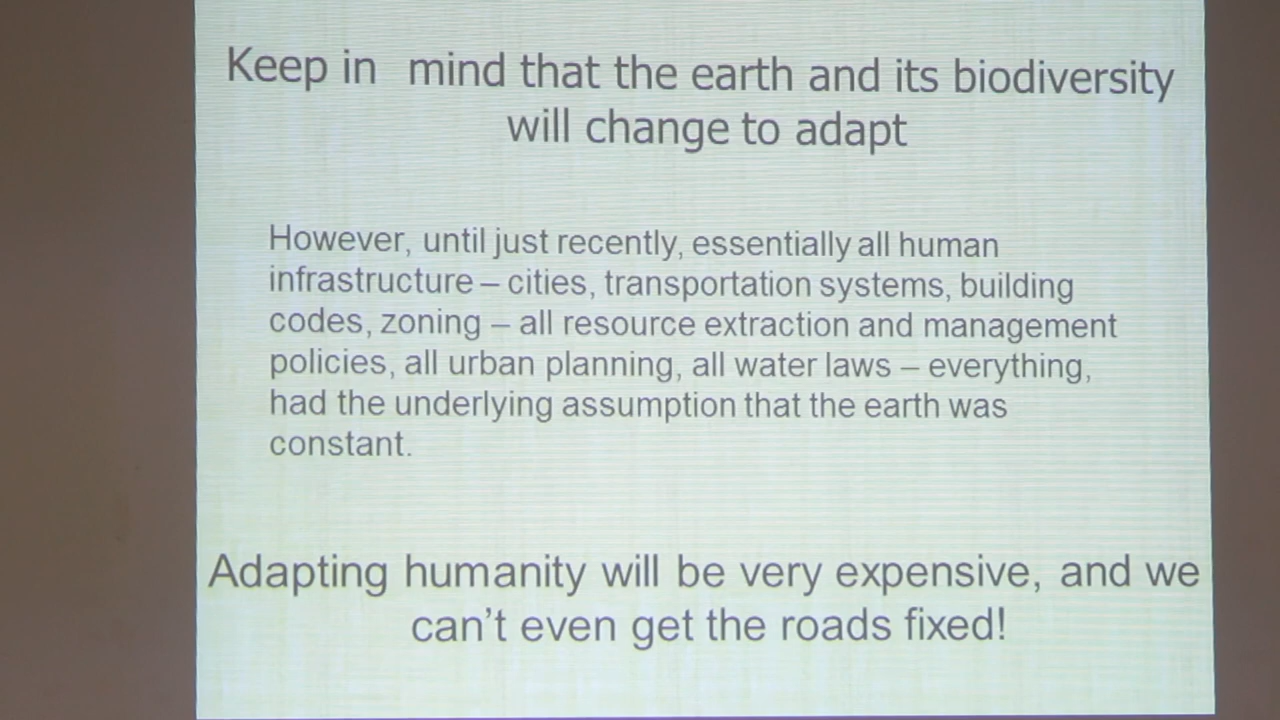 Keep in mind that the earth and its biodiversity
will change to adapt
However, until just recently, essentially all human
infrastructure – cities, transportation systems, building
codes, zoning – all resource extraction and management
policies, all urban planning, all water laws – everything,
had the underlying assumption that the earth was
constant.
Adapting humanity will be very expensive, and we
can't even get the roads fixed!